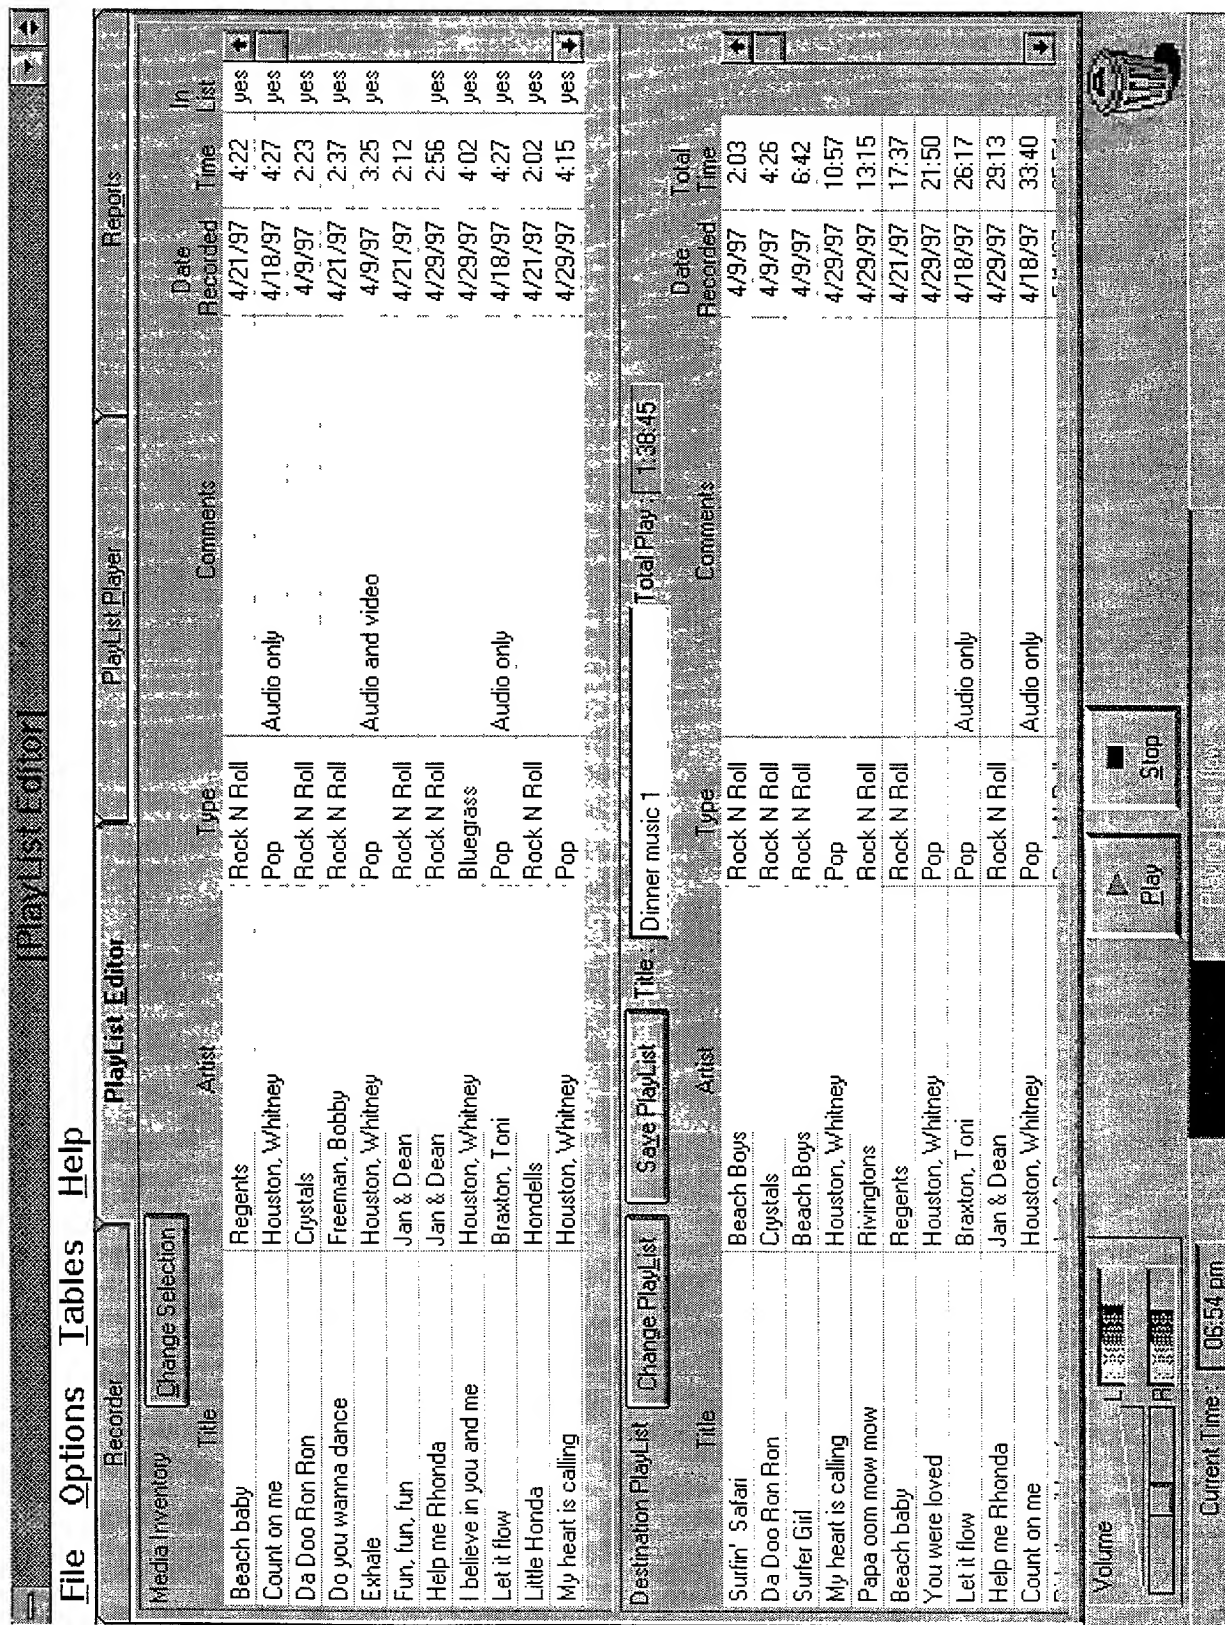 [PlayList Editor]
File Options Tables Help
Recorder PlayList Editor PlayList Player Reports
Media Inventory Change Selection
Title Artist Type Comments Date Recorded Time In List
Beach baby Regents Rock N Roll 4/21/97 4:22 yes
Count on me Houston, Whitney Pop Audio only 4/18/97 4:27 yes
Da Doo Ron Ron Crystals Rock N Roll 4/9/97 2:23 yes
Do you wanna dance Freeman, Bobby Rock N Roll 4/21/97 2:37 yes
Exhale Houston, Whitney Pop Audio and video 4/9/97 3:25 yes
Fun, fun, fun Jan & Dean Rock N Roll 4/21/97 2:12
Help me Rhonda Jan & Dean Rock N Roll 4/29/97 2:56 yes
I believe in you and me Houston, Whitney Bluegrass 4/29/97 4:02 yes
Let it flow Braxton, Toni Pop Audio only 4/18/97 4:27 yes
Little Honda Hondells Rock N Roll 4/21/97 2:02 yes
My heart is calling Houston, Whitney Pop 4/29/97 4:15 yes
Destination PlayList Change PlayList Save PlayList Title: Dinner music 1 Total Play: 1:38:45
Title Artist Type Comments Date Recorded Total Time
Surfin' Safari Beach Boys Rock N Roll 4/9/97 2:03
Da Doo Ron Ron Crystals Rock N Roll 4/9/97 4:26
Surfer Girl Beach Boys Rock N Roll 4/9/97 6:42
My heart is calling Houston, Whitney Pop 4/29/97 10:57
Papa oom mow mow Rivingtons Rock N Roll 4/29/97 13:15
Beach baby Regents Rock N Roll 4/21/97 17:37
You were loved Houston, Whitney Pop 4/29/97 21:50
Let it flow Braxton, Toni Pop Audio only 4/18/97 26:17
Help me Rhonda Jan & Dean Rock N Roll 4/29/97 29:13
Count on me Houston, Whitney Pop Audio only 4/18/97 33:40
Volume L R Play Stop
Current Time: 06:54 pm